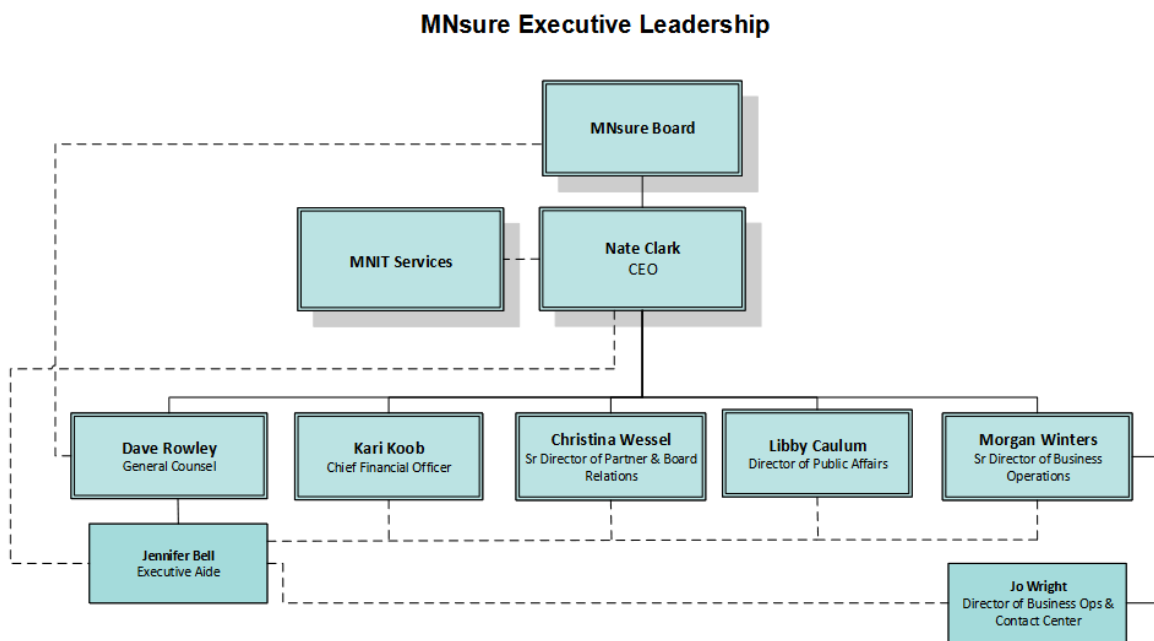 MNsure Executive Leadership
MNsure Board
MNIT Services
Nate Clark
CEO
Dave Rowley
General Counsel
Kari Koob
Chief Financial Officer
Christina Wessel
Sr Director of Partner & Board
Relations
Libby Caulum
Director of Public Affairs
Morgan Winters
Sr Director of Business
Operations
Jennifer Bell
Executive Aide
Jo Wright
Director of Business Ops &
Contact Center